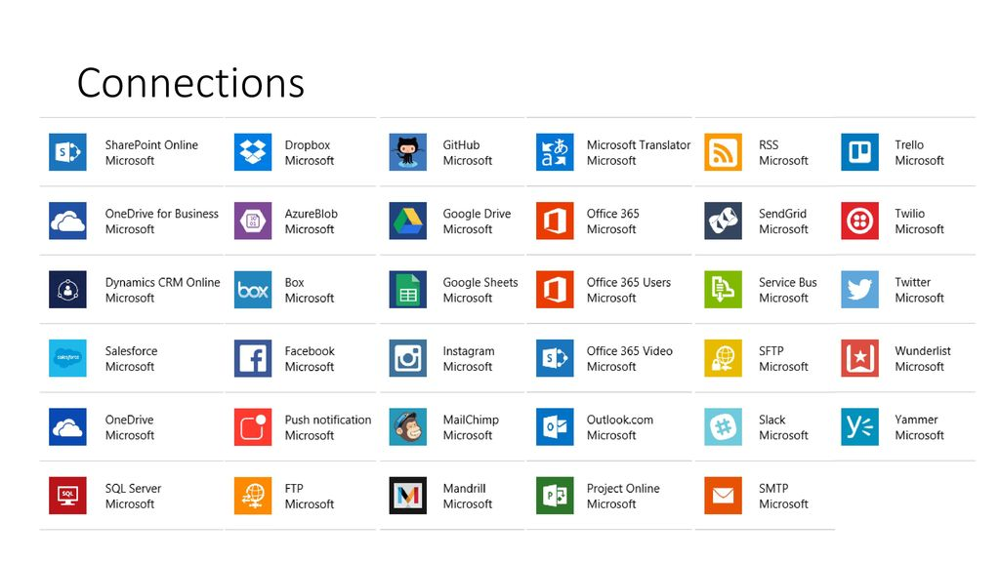 Connections
SharePoint Online
Microsoft
Dropbox
Microsoft
GitHub
Microsoft
Microsoft Translator
Microsoft
RSS
Microsoft
Trello
Microsoft
OneDrive for Business
Microsoft
AzureBlob
Microsoft
Google Drive
Microsoft
Office 365
Microsoft
SendGrid
Microsoft
Twilio
Microsoft
Dynamics CRM Online
Microsoft
box
Box
Microsoft
Google Sheets
Microsoft
Office 365 Users
Microsoft
Service Bus
Microsoft
Twitter
Microsoft
salesforce
Salesforce
Microsoft
Facebook
Microsoft
Instagram
Microsoft
Office 365 Video
Microsoft
SFTP
Microsoft
Wunderlist
Microsoft
OneDrive
Microsoft
Push notification
Microsoft
MailChimp
Microsoft
Outlook.com
Microsoft
Slack
Microsoft
Yammer
Microsoft
SQL
SQL Server
Microsoft
FTP
Microsoft
Mandrill
Microsoft
Project Online
Microsoft
SMTP
Microsoft